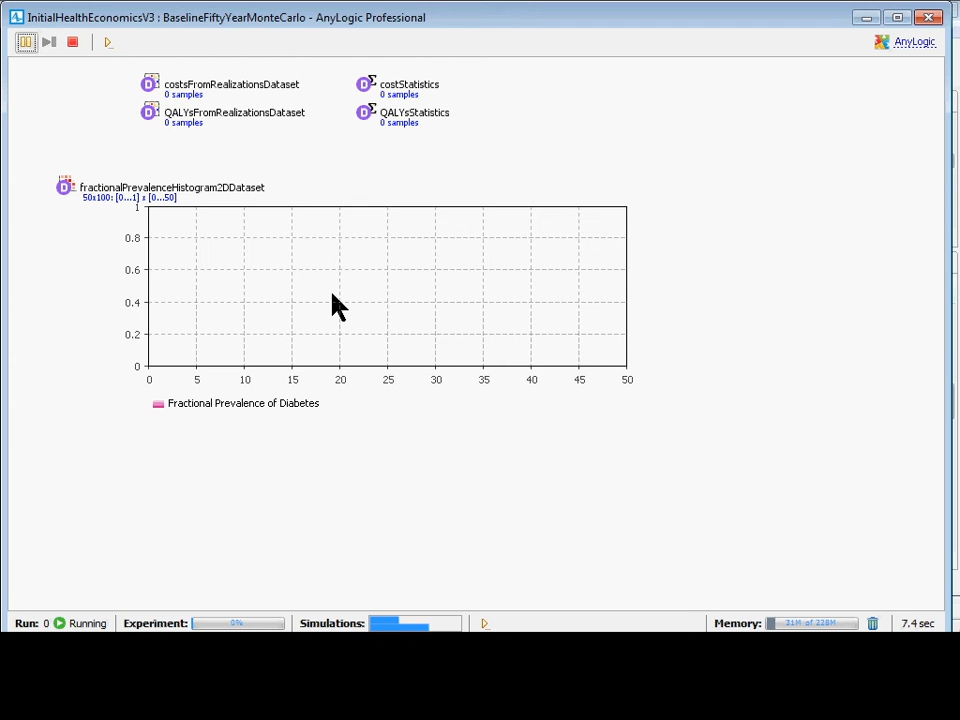 InitialHealthEconomicsV3 : BaselineFiftyYearMonteCarlo - AnyLogic Professional
AnyLogic
costsFromRealizationsDataset
0 samples
costStatistics
0 samples
QALYsFromRealizationsDataset
0 samples
QALYsStatistics
0 samples
fractionalPrevalenceHistogram2DDataset
50x100: [0...1] x [0...50]
1
0.8
0.6
0.4
0.2
0
0 5 10 15 20 25 30 35 40 45 50
Fractional Prevalence of Diabetes
Run: 0 Running Experiment: 0% Simulations: Memory: 31M of 228M 7.4 sec